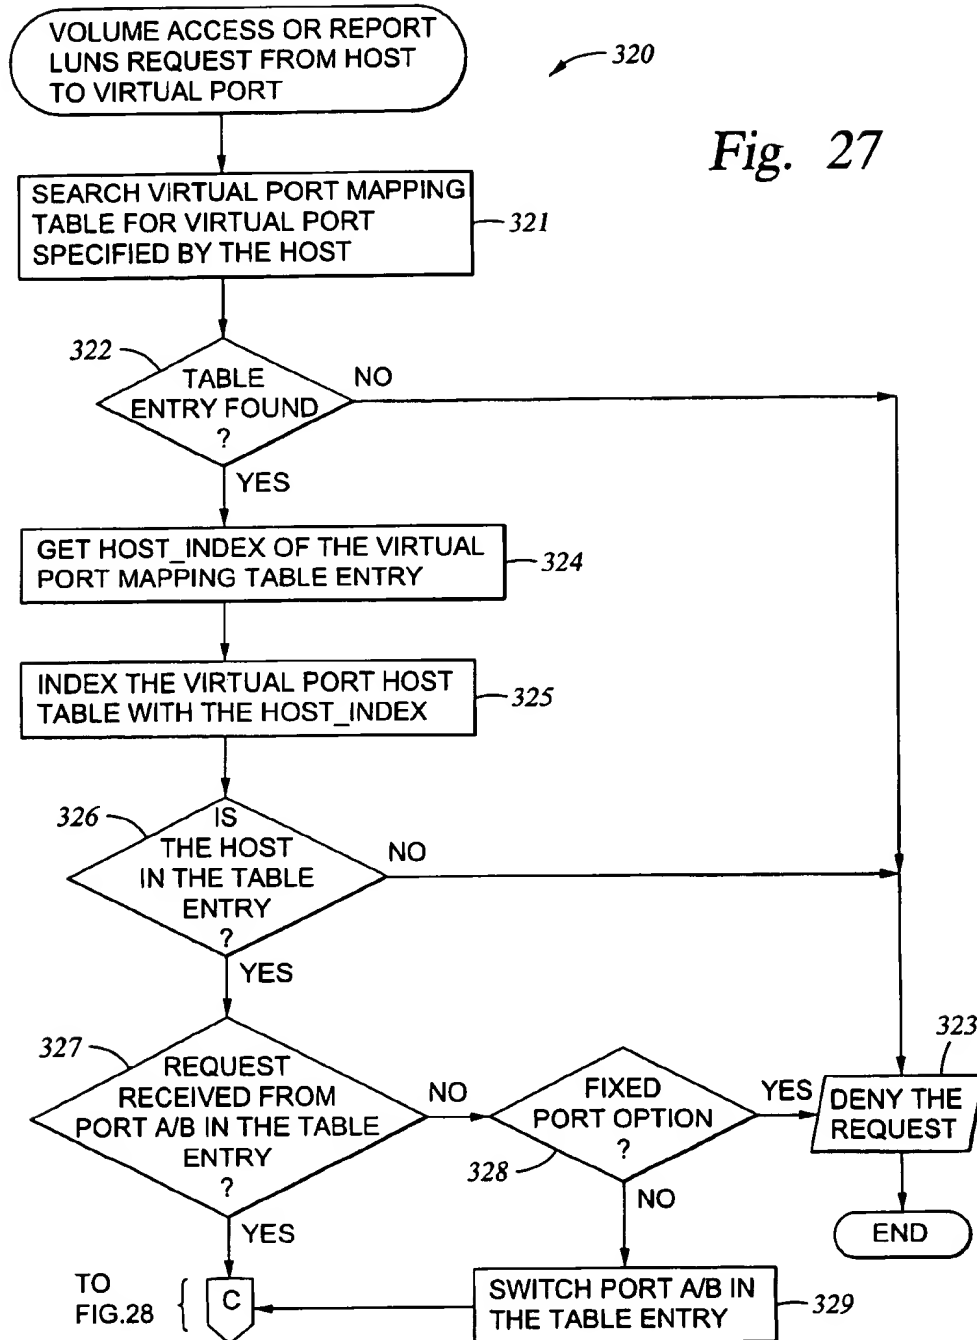 VOLUME ACCESS OR REPORT
LUNS REQUEST FROM HOST
TO VIRTUAL PORT
320
Fig. 27
SEARCH VIRTUAL PORT MAPPING
TABLE FOR VIRTUAL PORT
SPECIFIED BY THE HOST
321
322
TABLE
ENTRY FOUND
?
NO
YES
GET HOST_INDEX OF THE VIRTUAL
PORT MAPPING TABLE ENTRY
324
INDEX THE VIRTUAL PORT HOST
TABLE WITH THE HOST_INDEX
325
326
IS
THE HOST
IN THE TABLE
ENTRY
?
NO
YES
327
REQUEST
RECEIVED FROM
PORT A/B IN THE TABLE
ENTRY
?
NO
YES
FIXED
PORT OPTION
?
328
YES
NO
323
DENY THE
REQUEST
END
TO
FIG.28
C
SWITCH PORT A/B IN
THE TABLE ENTRY
329